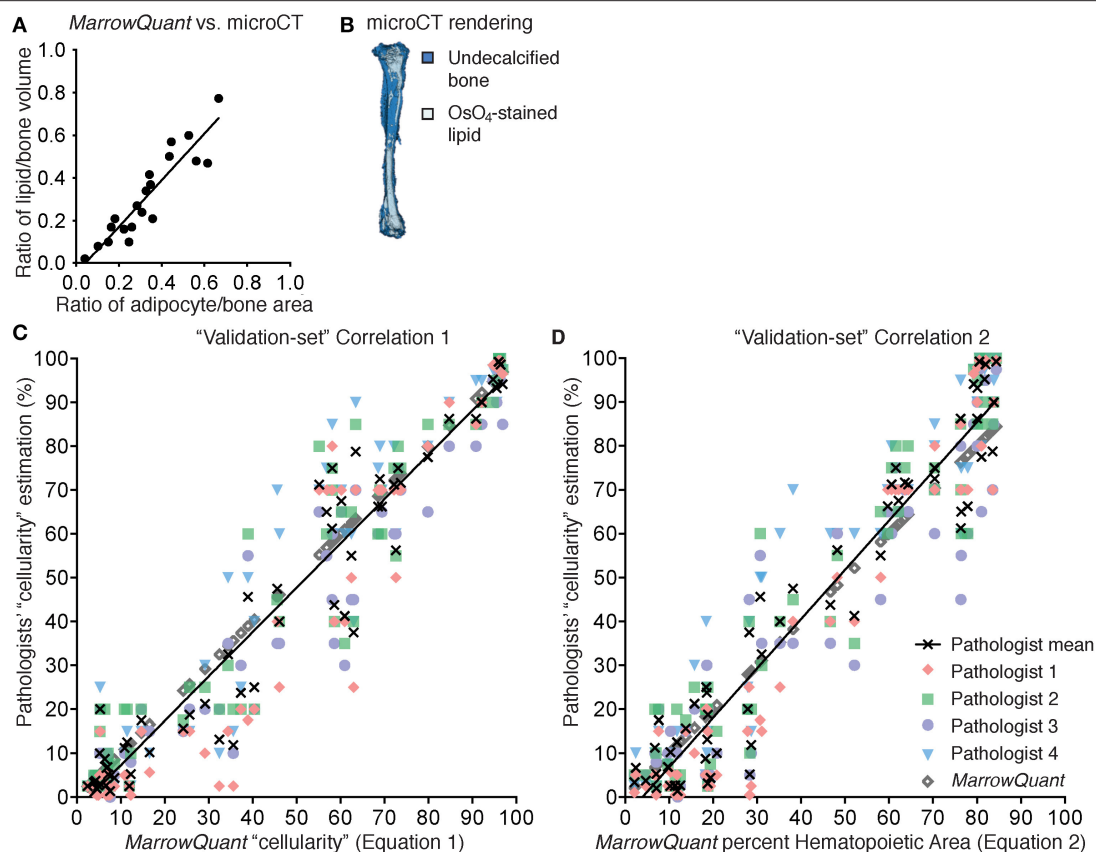 A
MarrowQuant vs. microCT
Ratio of lipid/bone volume
1.0
0.8
0.6
0.4
0.2
0.0
0.0 0.2 0.4 0.6 0.8 1.0
Ratio of adipocyte/bone area
B microCT rendering
Undecalcified
bone
OsO4-stained
lipid
C
“Validation-set” Correlation 1
Pathologists’ “cellularity” estimation (%)
100
90
80
70
60
50
40
30
20
10
0
0 10 20 30 40 50 60 70 80 90 100
MarrowQuant “cellularity” (Equation 1)
D
“Validation-set” Correlation 2
Pathologists’ “cellularity” estimation (%)
100
90
80
70
60
50
40
30
20
10
0
Pathologist mean
Pathologist 1
Pathologist 2
Pathologist 3
Pathologist 4
MarrowQuant
0 10 20 30 40 50 60 70 80 90 100
MarrowQuant percent Hematopoietic Area (Equation 2)